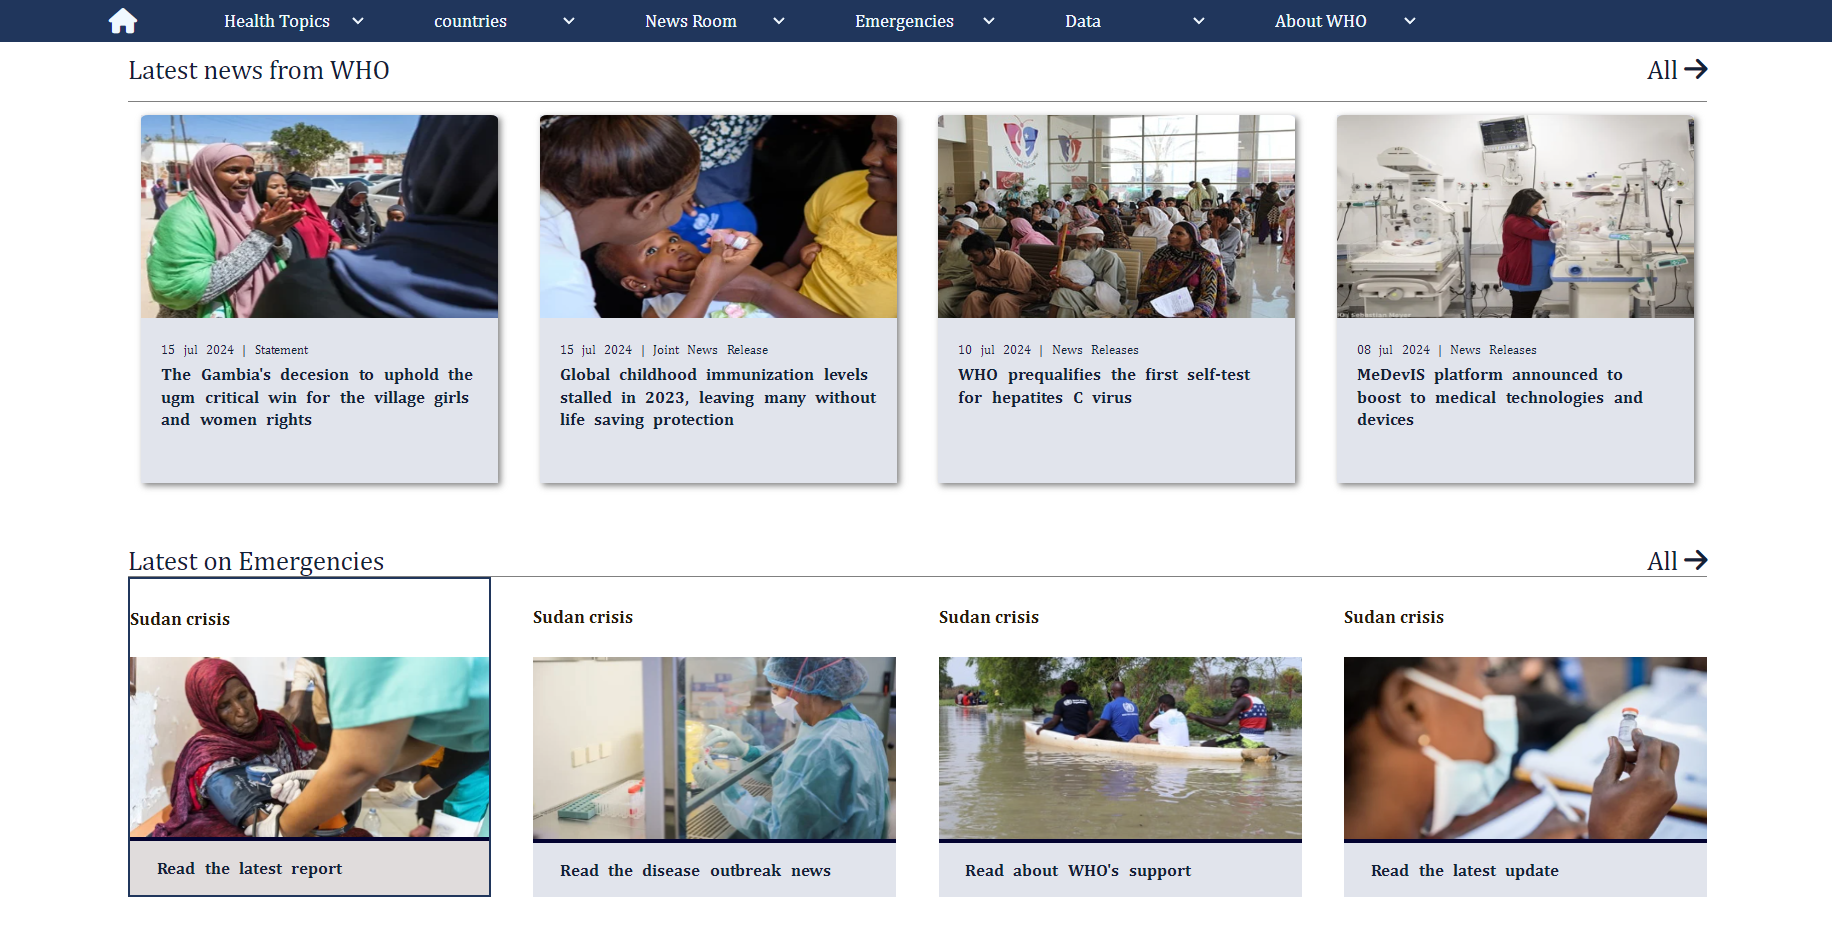 Health Topics
countries
News Room
Emergencies
Data
About WHO
Latest news from WHO
All
15 jul 2024 | Statement
The Gambia's decesion to uphold the
ugm critical win for the village girls
and women rights
15 jul 2024 | Joint News Release
Global childhood immunization levels
stalled in 2023, leaving many without
life saving protection
10 jul 2024 | News Releases
WHO prequalifies the first self-test
for hepatites C virus
08 jul 2024 | News Releases
MeDevIS platform announced to
boost to medical technologies and
devices
Latest on Emergencies
All
Sudan crisis
Read the latest report
Sudan crisis
Read the disease outbreak news
Sudan crisis
Read about WHO's support
Sudan crisis
Read the latest update